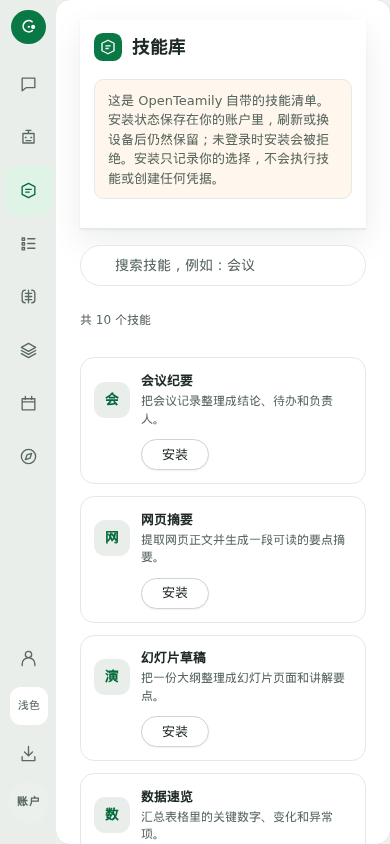 技能库
这是 OpenTeamily 自带的技能清单。
安装状态保存在你的账户里，刷新或换
设备后仍然保留；未登录时安装会被拒
绝。安装只记录你的选择，不会执行技
能或创建任何凭据。
搜索技能，例如：会议
共 10 个技能
会
会议纪要
把会议记录整理成结论、待办和负责
人。
安装
网
网页摘要
提取网页正文并生成一段可读的要点摘
要。
安装
演
幻灯片草稿
把一份大纲整理成幻灯片页面和讲解要
点。
安装
数
数据速览
汇总表格里的关键数字、变化和异常
项。
浅色
账户